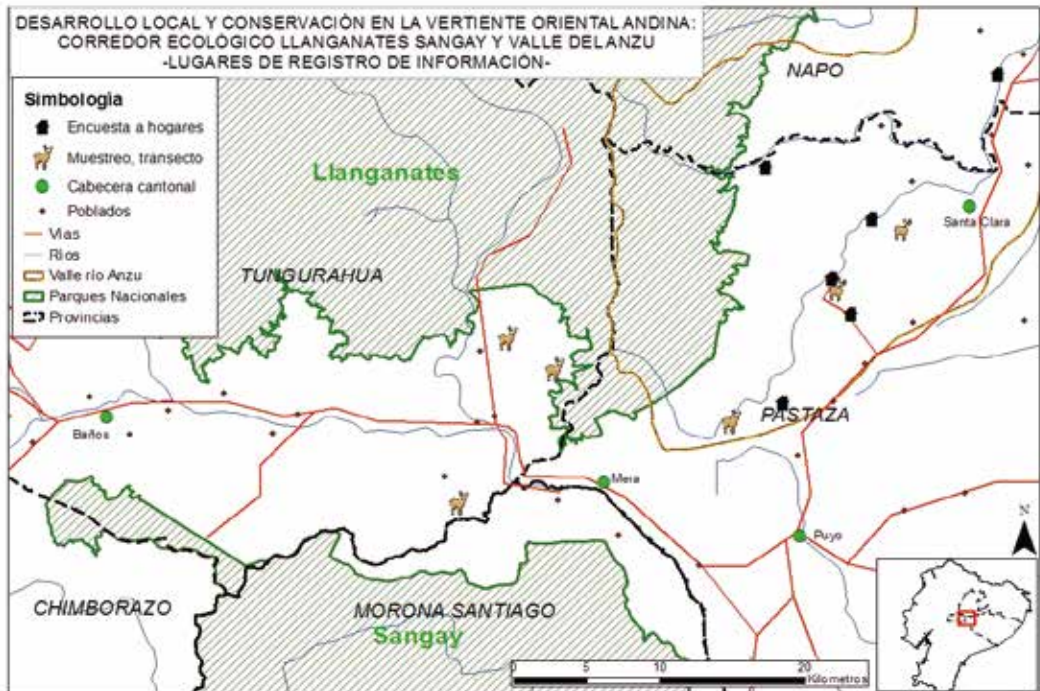 DESARROLLO LOCAL Y CONSERVACIÓN EN LA VERTIENTE ORIENTAL ANDINA:
CORREDOR ECOLÓGICO LLANGANATES SANGAY Y VALLE DEL ANZU
-LUGARES DE REGISTRO DE INFORMACIÓN-
NAPO
Simbología
Encuesta a hogares
Muestreo, transecto
Cabecera cantonal
Poblados
Vias
Ríos
Valle río Anzu
Parques Nacionales
Provincias
Llanganates
Santa Clara
TUNGURAHUA
PASTAZA
Baños
Mera
N
Puyo
CHIMBORAZO
MORONA SANTIAGO
Sangay
0 5 10 20
Kilometros